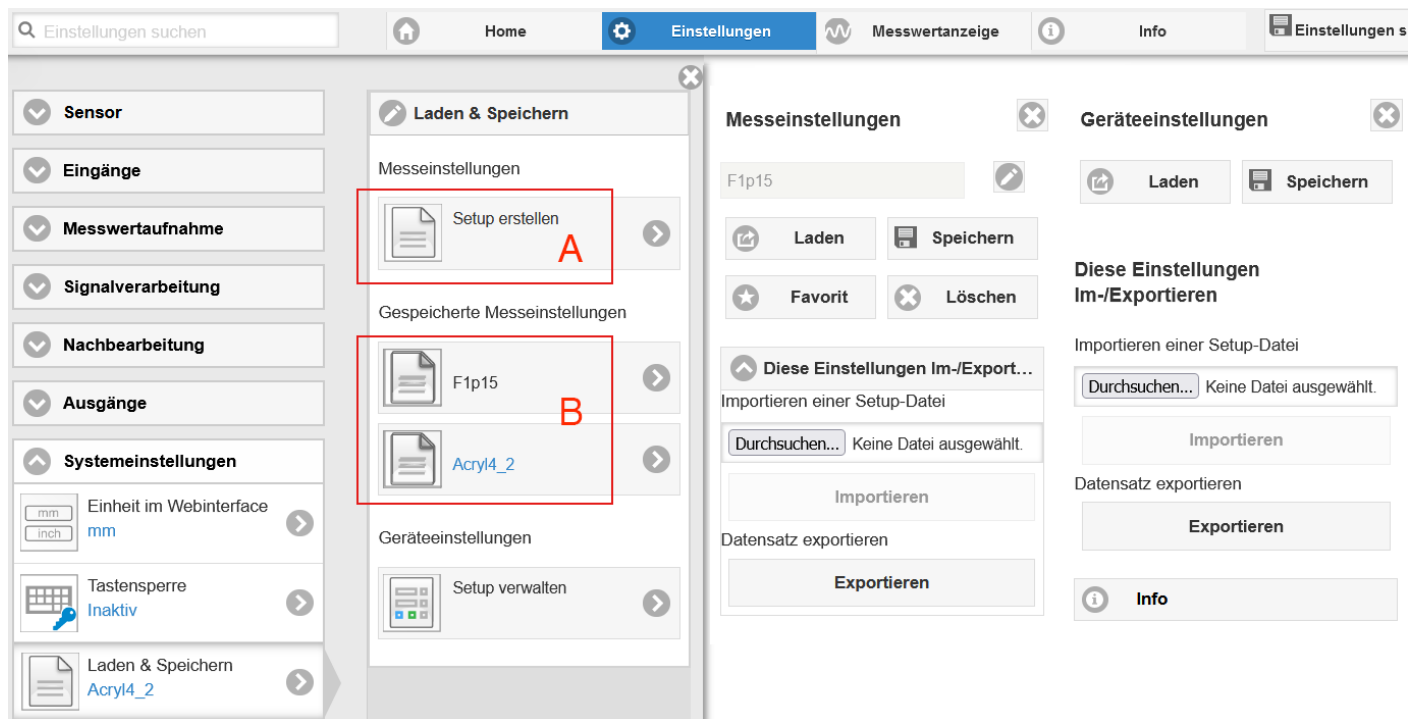 Einstellungen suchen
Home
Einstellungen
Messwertanzeige
Info
Einstellungen s
Sensor
Eingänge
Messwertaufnahme
Signalverarbeitung
Nachbearbeitung
Ausgänge
Systemeinstellungen
mm
inch
Einheit im Webinterface
mm
Tastensperre
Inaktiv
Laden & Speichern
Acryl4_2
Laden & Speichern
Messeinstellungen
Setup erstellen
A
Gespeicherte Messeinstellungen
F1p15
B
Acryl4_2
Geräteeinstellungen
Setup verwalten
Messeinstellungen
F1p15
Laden
Speichern
Favorit
Löschen
Diese Einstellungen Im-/Export...
Importieren einer Setup-Datei
Durchsuchen... Keine Datei ausgewählt.
Importieren
Datensatz exportieren
Exportieren
Geräteeinstellungen
Laden
Speichern
Diese Einstellungen
Im-/Exportieren
Importieren einer Setup-Datei
Durchsuchen... Keine Datei ausgewählt.
Importieren
Datensatz exportieren
Exportieren
Info